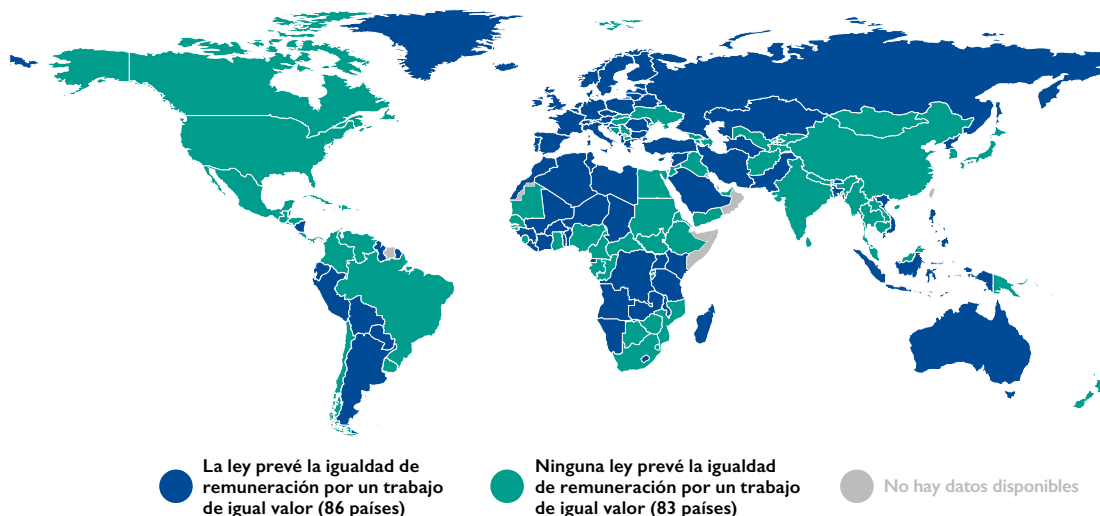 La ley prevé la igualdad de
remuneración por un trabajo
de igual valor (86 países)
Ninguna ley prevé la igualdad
de remuneración por un trabajo
de igual valor (83 países)
No hay datos disponibles